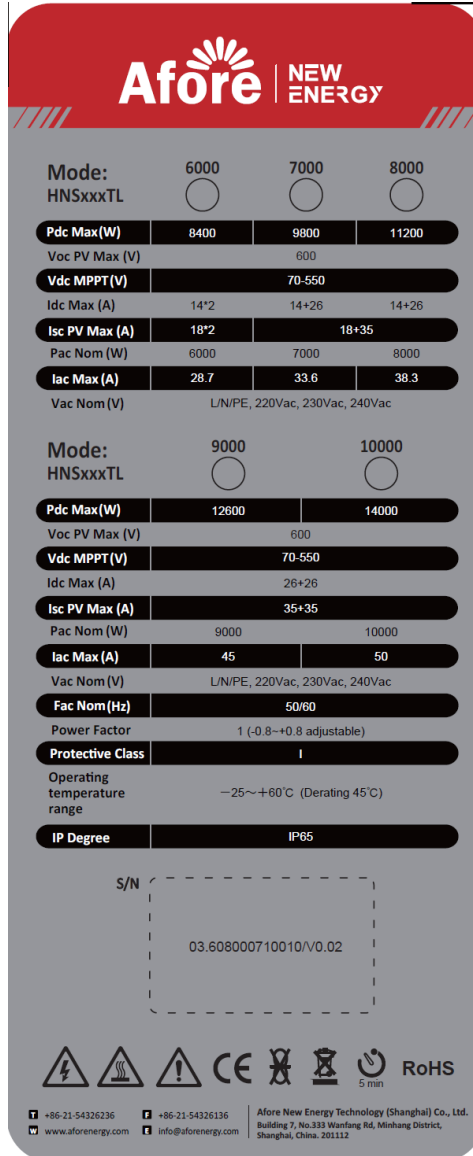 Afore NEW ENERGY
Mode: 6000 7000 8000
HNSxxxTL
Pdc Max(W) 8400 9800 11200
Voc PV Max (V) 600
Vdc MPPT(V) 70-550
Idc Max (A) 14*2 14+26 14+26
Isc PV Max (A) 18*2 18+35
Pac Nom (W) 6000 7000 8000
Iac Max (A) 28.7 33.6 38.3
Vac Nom (V) L/N/PE, 220Vac, 230Vac, 240Vac
Mode: 9000 10000
HNSxxxTL
Pdc Max(W) 12600 14000
Voc PV Max (V) 600
Vdc MPPT(V) 70-550
Idc Max (A) 26+26
Isc PV Max (A) 35+35
Pac Nom (W) 9000 10000
Iac Max (A) 45 50
Vac Nom (V) L/N/PE, 220Vac, 230Vac, 240Vac
Fac Nom(Hz) 50/60
Power Factor 1 (-0.8~+0.8 adjustable)
Protective Class I
Operating
temperature −25~+60℃ (Derating 45℃)
range
IP Degree IP65
S/N
03.608000710010/V0.02
CE 5 min RoHS
T +86-21-54326236 F +86-21-54326136 Afore New Energy Technology (Shanghai) Co., Ltd.
W www.aforenergy.com E info@aforenergy.com Building 7, No.333 Wanfang Rd, Minhang District,
Shanghai, China. 201112